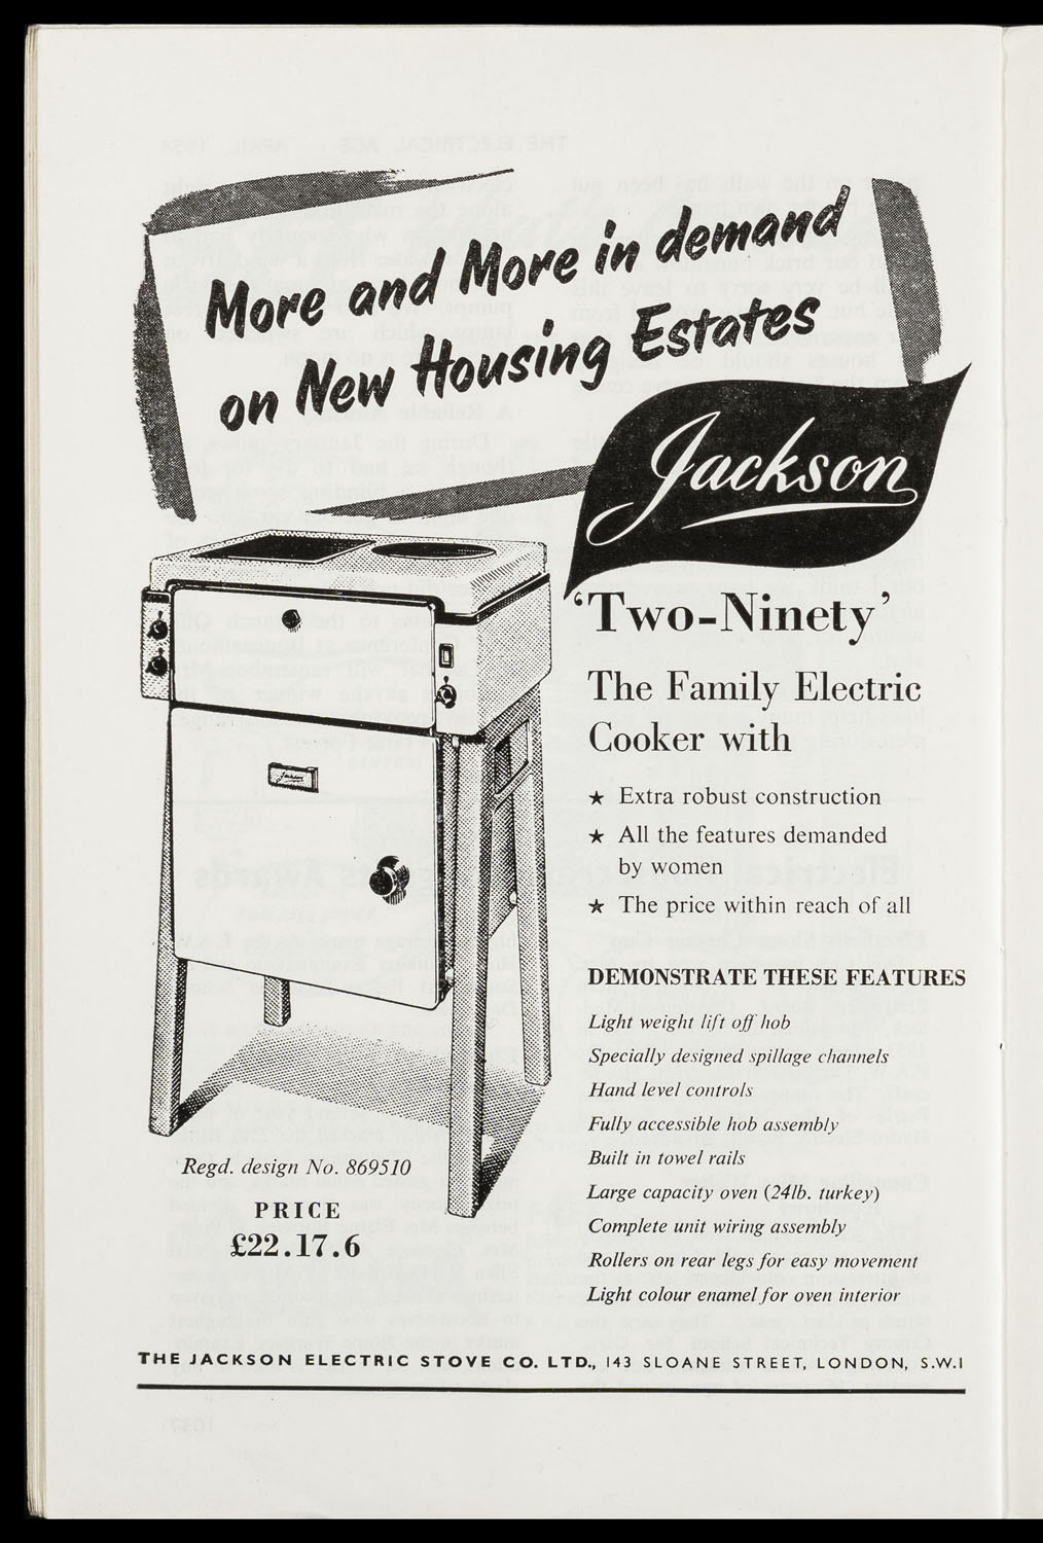 More and More in demand
on New Housing Estates
Jackson
‘Two-Ninety’
The Family Electric
Cooker with
★ Extra robust construction
★ All the features demanded
by women
★ The price within reach of all
DEMONSTRATE THESE FEATURES
Light weight lift off hob
Specially designed spillage channels
Hand level controls
Fully accessible hob assembly
Built in towel rails
Large capacity oven (24lb. turkey)
Complete unit wiring assembly
Rollers on rear legs for easy movement
Light colour enamel for oven interior
Jackson
Regd. design No. 869510
PRICE
£22.17.6
THE JACKSON ELECTRIC STOVE CO. LTD., 143 SLOANE STREET, LONDON, S.W.1